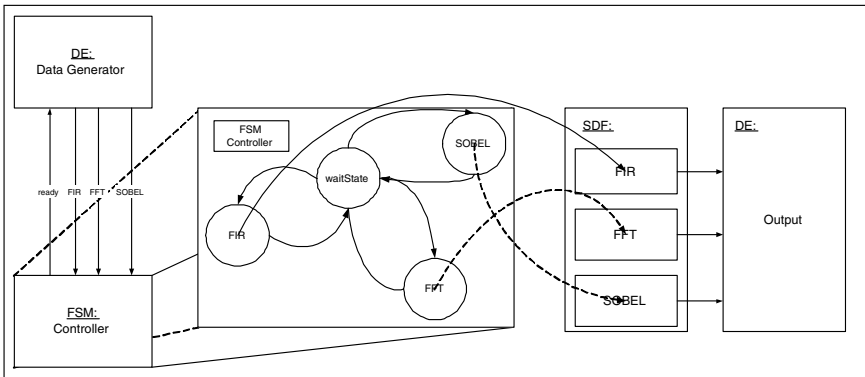 DE:
Data Generator
ready
FIR
FFT
SOBEL
FSM:
Controller
FSM
Controller
SOBEL
waitState
FIR
FFT
SDF:
FIR
FFT
SOBEL
DE:
Output